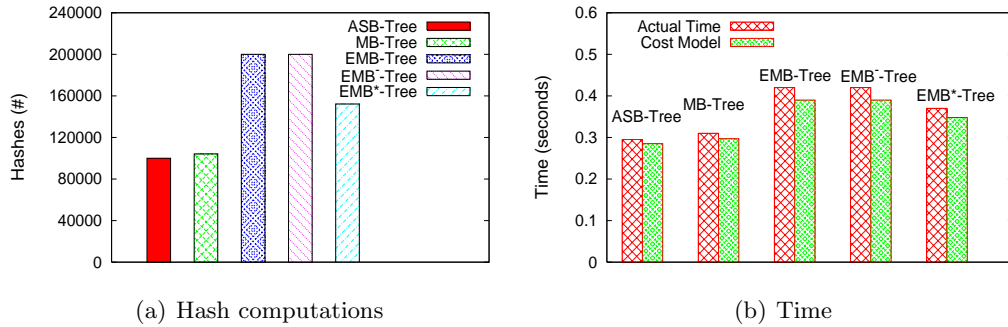 Hashes (#)
240000
200000
160000
120000
80000
40000
0
ASB-Tree
MB-Tree
EMB-Tree
EMB⁻-Tree
EMB*-Tree
(a) Hash computations
Time (seconds)
0.6
0.5
0.4
0.3
0.2
0.1
0
Actual Time
Cost Model
ASB-Tree
MB-Tree
EMB-Tree
EMB⁻-Tree
EMB*-Tree
(b) Time